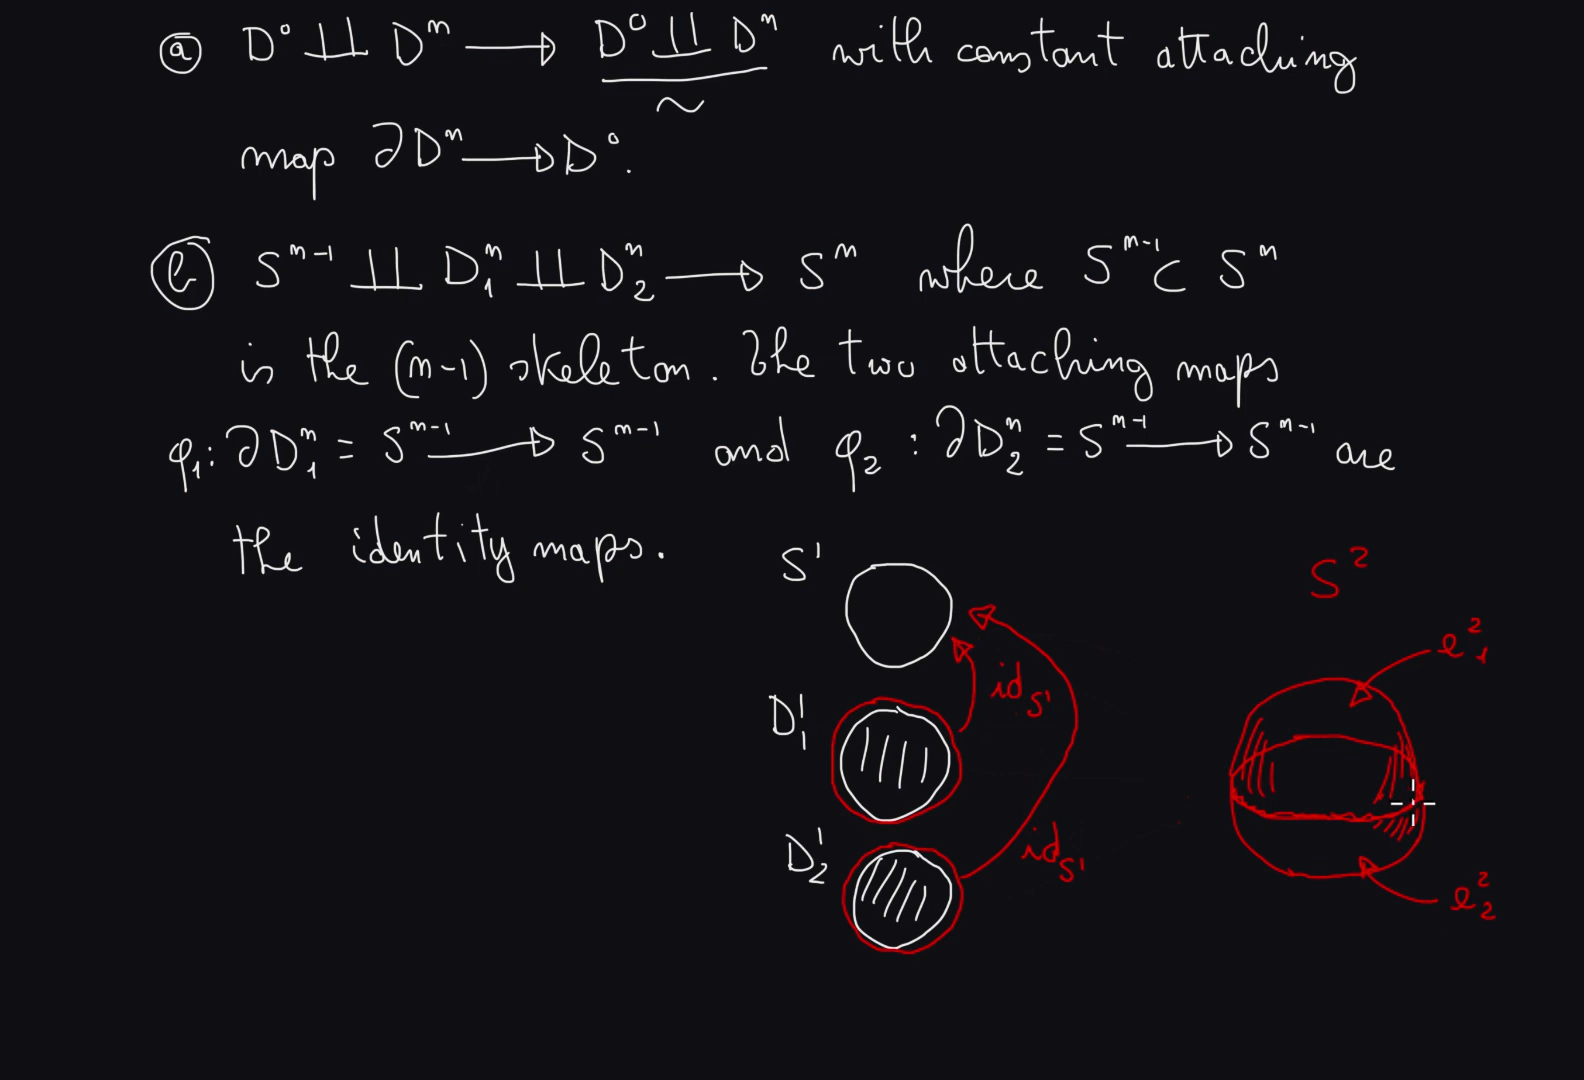 ⓐ D⁰ ⊔ Dⁿ → D⁰ ⊔ Dⁿ / ~ with constant attaching
map ∂Dⁿ → D⁰.
ⓑ Sⁿ⁻¹ ⊔ D₁ⁿ ⊔ D₂ⁿ → Sⁿ where Sⁿ⁻¹ ⊂ Sⁿ
is the (n-1) skeleton. The two attaching maps
φ₁: ∂D₁ⁿ = Sⁿ⁻¹ → Sⁿ⁻¹ and φ₂: ∂D₂ⁿ = Sⁿ⁻¹ → Sⁿ⁻¹ are
the identity maps.
S¹
S²
e₁²
id_S¹
D₁¹
D₂¹
id_S¹
e₂²